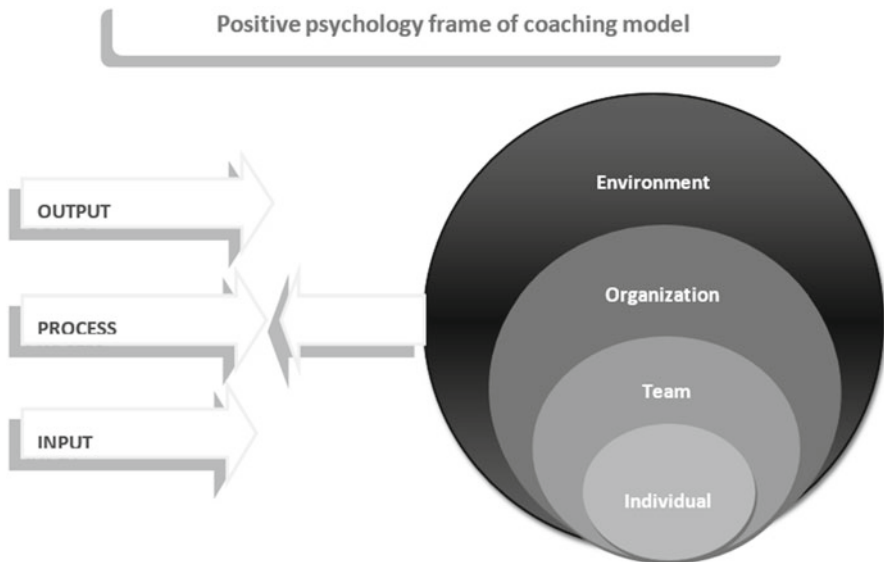 Positive psychology frame of coaching model
OUTPUT
PROCESS
INPUT
Environment
Organization
Team
Individual